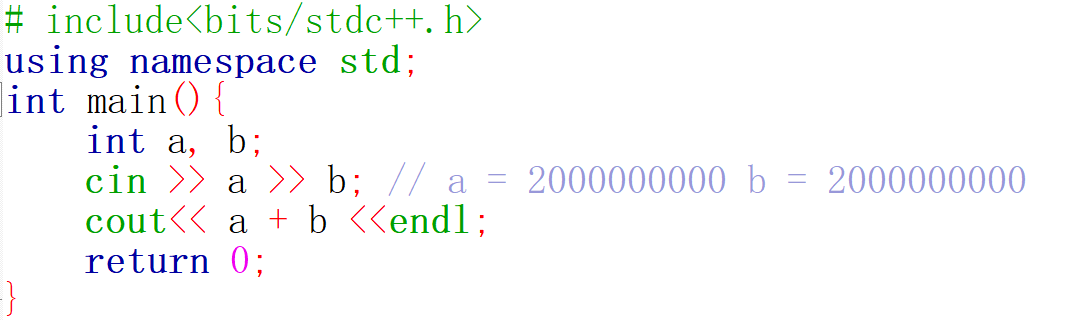 # include<bits/stdc++.h>
using namespace std;
int main(){
    int a, b;
    cin >> a >> b; // a = 2000000000 b = 2000000000
    cout<< a + b <<endl;
    return 0;
}